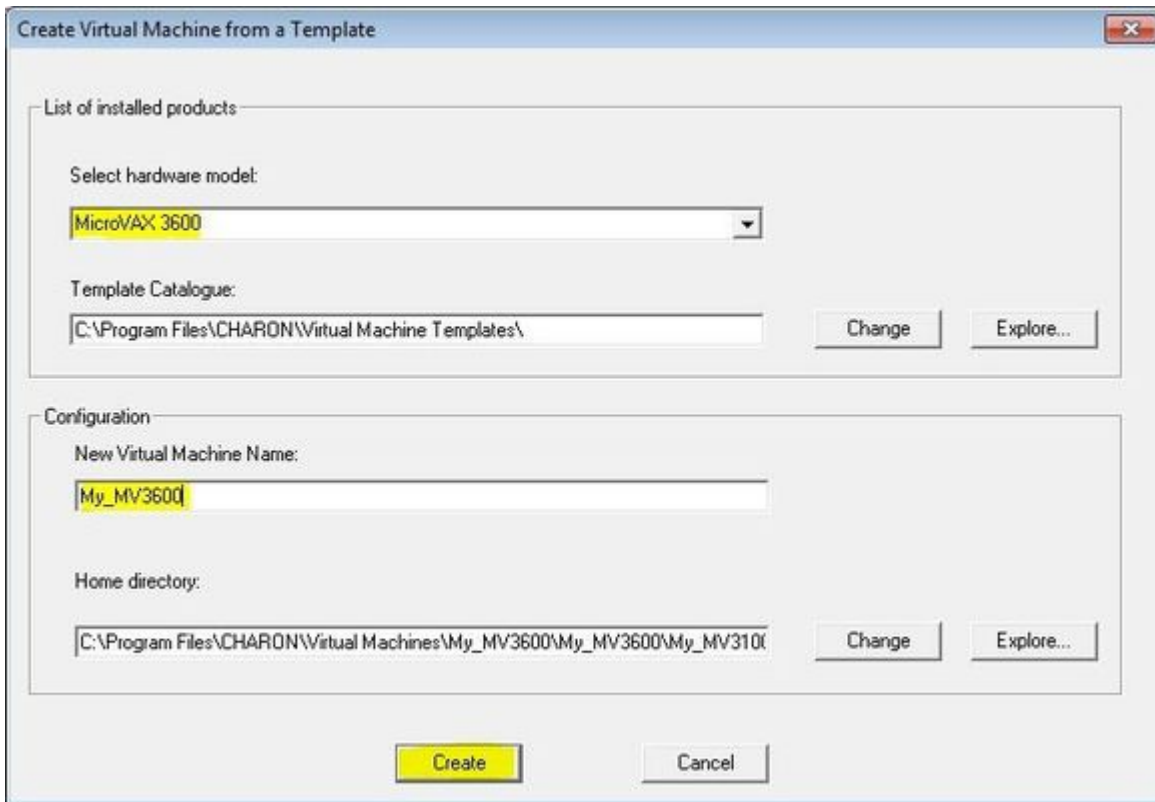 Create Virtual Machine from a Template
List of installed products
Select hardware model:
MicroVAX 3600
Template Catalogue:
C:\Program Files\CHARON\Virtual Machine Templates\
Change
Explore...
Configuration
New Virtual Machine Name:
My_MV3600
Home directory:
C:\Program Files\CHARON\Virtual Machines\My_MV3600\My_MV3600\My_MV310(
Change
Explore...
Create
Cancel